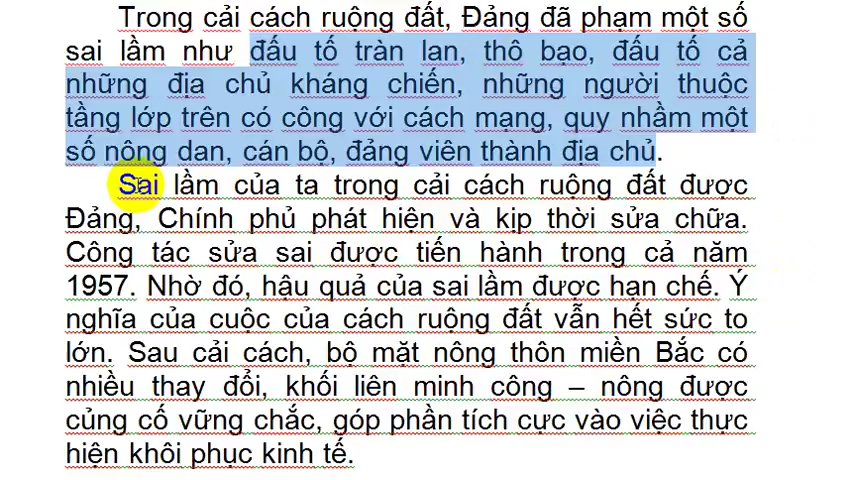 Trong cải cách ruộng đất, Đảng đã phạm một số
sai lầm như đấu tố tràn lan, thô bạo, đấu tố cả
những địa chủ kháng chiến, những người thuộc
tầng lớp trên có công với cách mạng, quy nhầm một
số nông dan, cán bộ, đảng viên thành địa chủ.
Sai lầm của ta trong cải cách ruộng đất được
Đảng, Chính phủ phát hiện và kịp thời sửa chữa.
Công tác sửa sai được tiến hành trong cả năm
1957. Nhờ đó, hậu quả của sai lầm được hạn chế. Ý
nghĩa của cuộc của cách ruộng đất vẫn hết sức to
lớn. Sau cải cách, bộ mặt nông thôn miền Bắc có
nhiều thay đổi, khối liên minh công – nông được
củng cố vững chắc, góp phần tích cực vào việc thực
hiện khôi phục kinh tế.